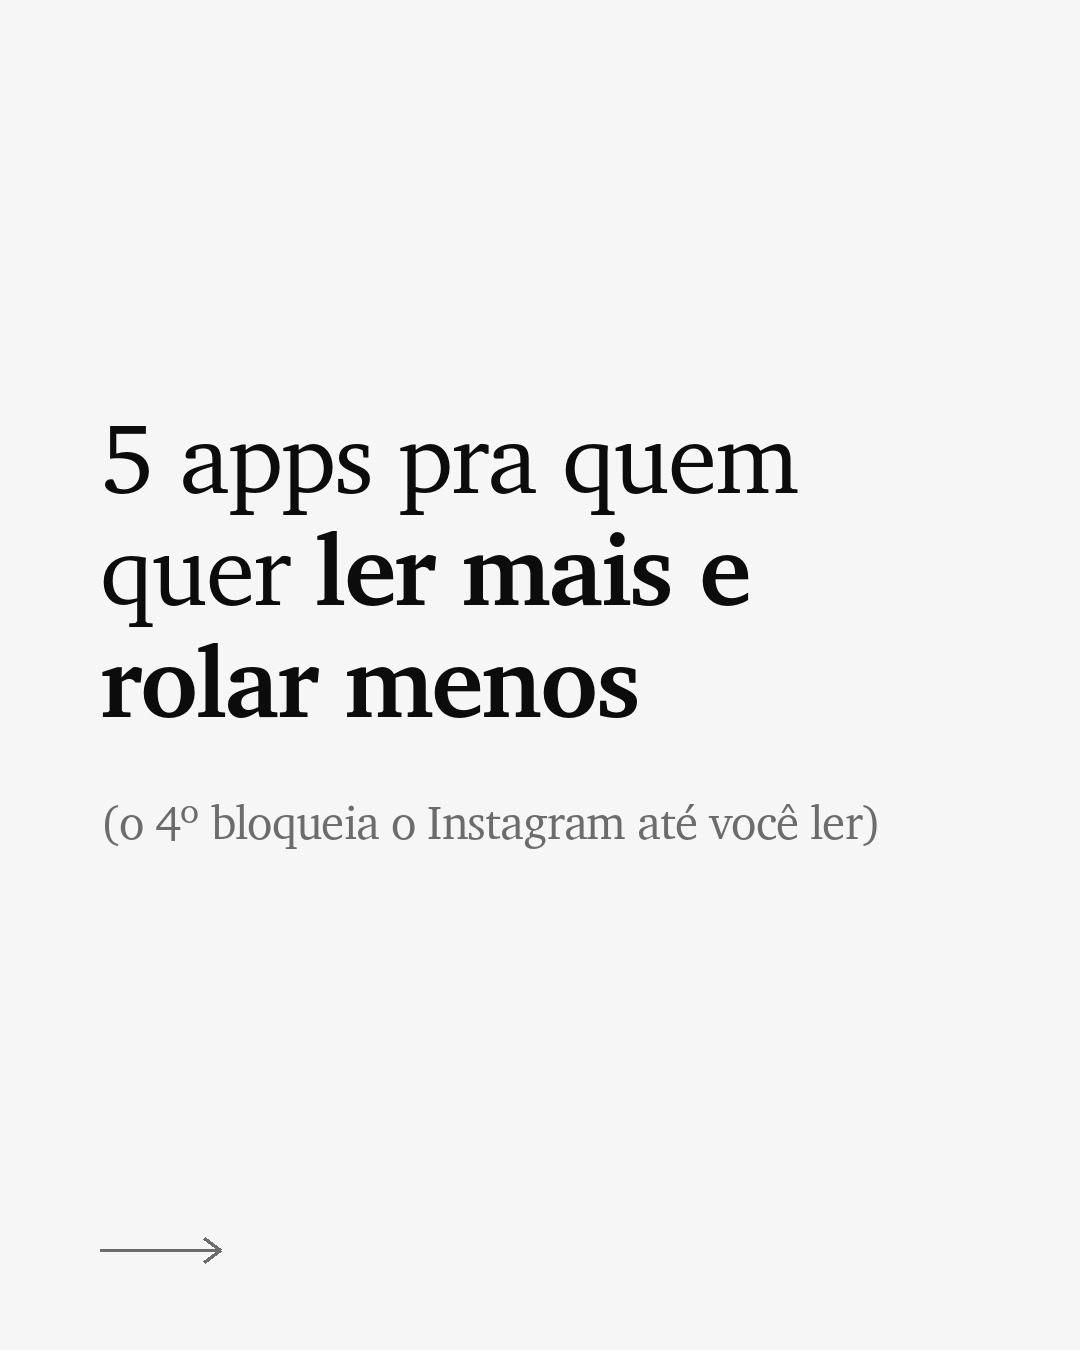 5 apps pra quem
quer ler mais e
rolar menos
(o 4º bloqueia o Instagram até você ler)